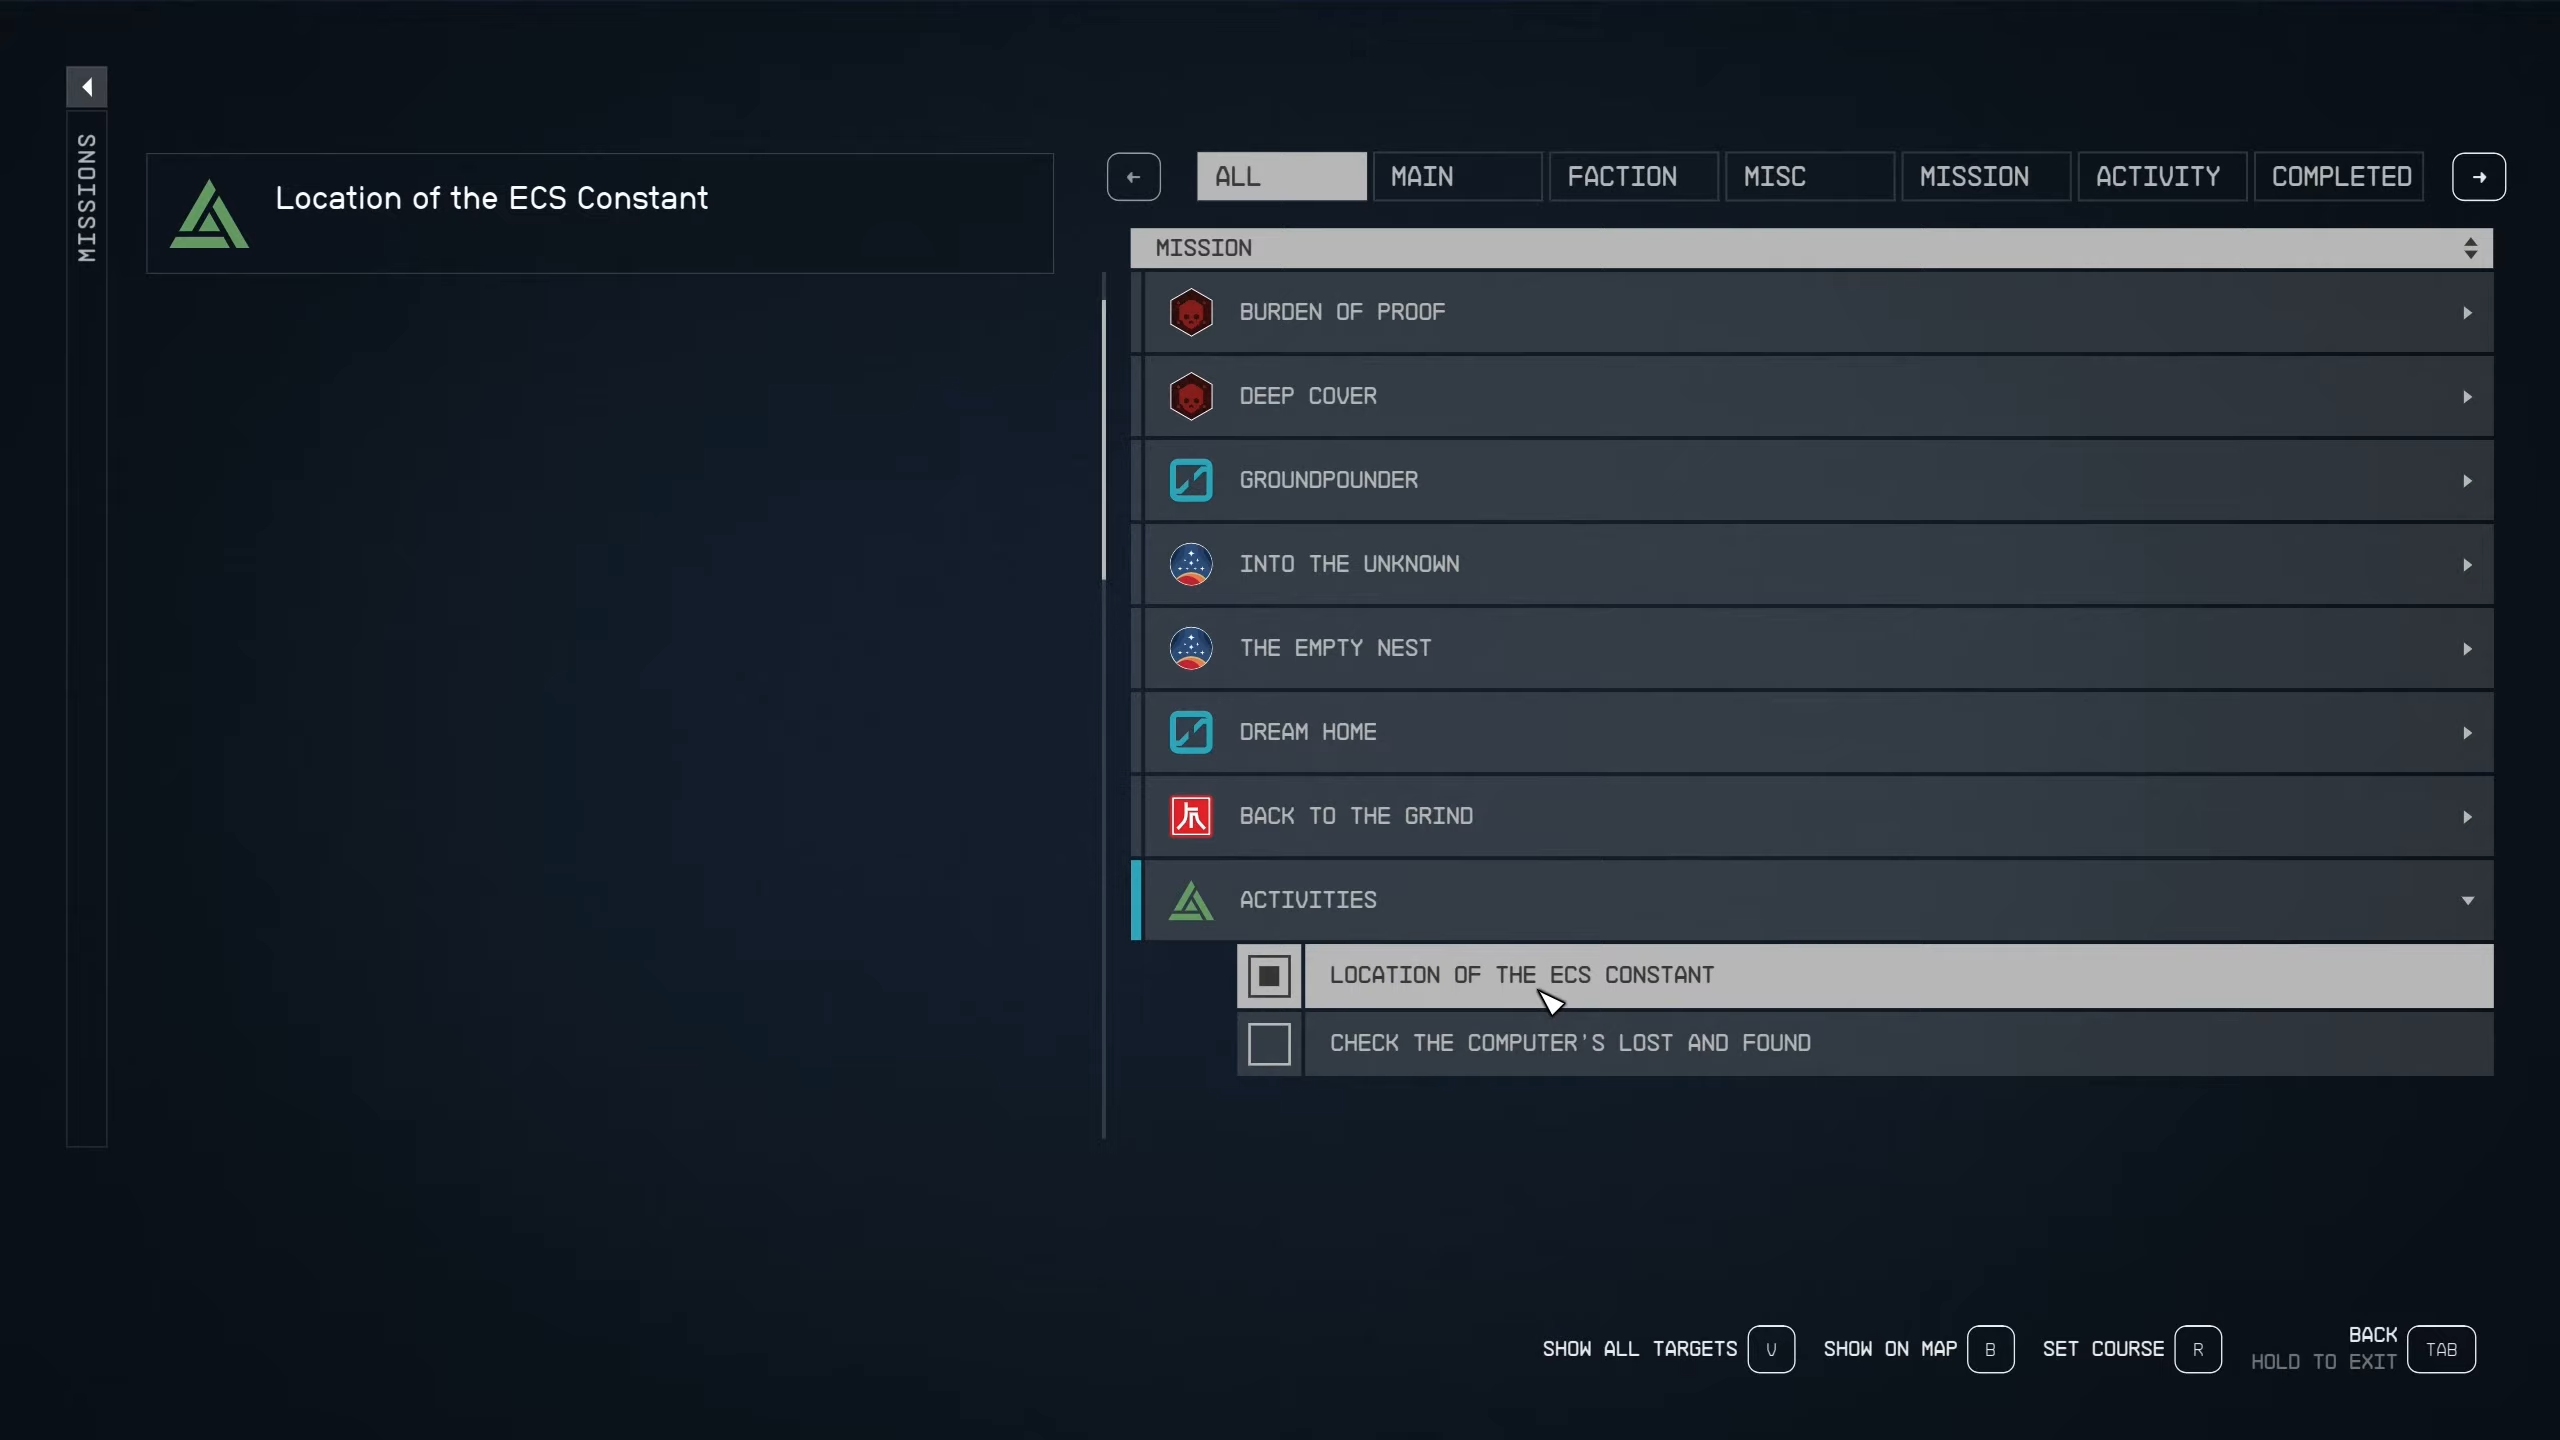 MISSIONS
Location of the ECS Constant
ALL
MAIN
FACTION
MISC
MISSION
ACTIVITY
COMPLETED
MISSION
BURDEN OF PROOF
DEEP COVER
GROUNDPOUNDER
INTO THE UNKNOWN
THE EMPTY NEST
DREAM HOME
BACK TO THE GRIND
ACTIVITIES
LOCATION OF THE ECS CONSTANT
CHECK THE COMPUTER'S LOST AND FOUND
SHOW ALL TARGETS V
SHOW ON MAP B
SET COURSE R
BACK TAB
HOLD TO EXIT